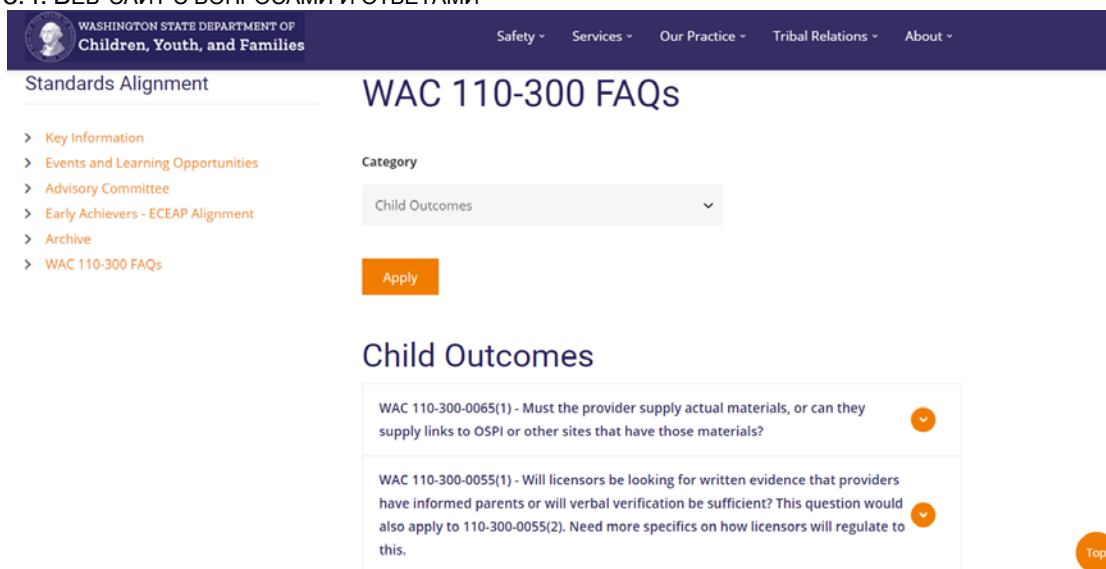 ВЕБ-САЙТ С ВОПРОСАМИ И ОТВЕТАМИ
WASHINGTON STATE DEPARTMENT OF
Children, Youth, and Families
Safety Services Our Practice Tribal Relations About
Standards Alignment
Key Information
Events and Learning Opportunities
Advisory Committee
Early Achievers - ECEAP Alignment
Archive
WAC 110-300 FAQs
WAC 110-300 FAQs
Category
Child Outcomes
Apply
Child Outcomes
WAC 110-300-0065(1) - Must the provider supply actual materials, or can they
supply links to OSPI or other sites that have those materials?
WAC 110-300-0055(1) - Will licensors be looking for written evidence that providers
have informed parents or will verbal verification be sufficient? This question would
also apply to 110-300-0055(2). Need more specifics on how licensors will regulate to
this.
Top